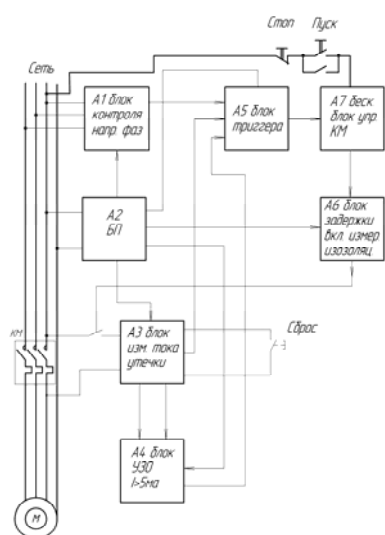 Стоп Пуск
Сеть
А1 блок
контроля
напр. фаз
А5 блок
триггера
А7 беск.
блок упр.
КМ
А2
БП
А6 блок
задержки
вкл. измер.
изозоляц.
КМ
А3 блок
изм. тока
утечки
Сброс
А4 блок
УЗО
I>5ма
М